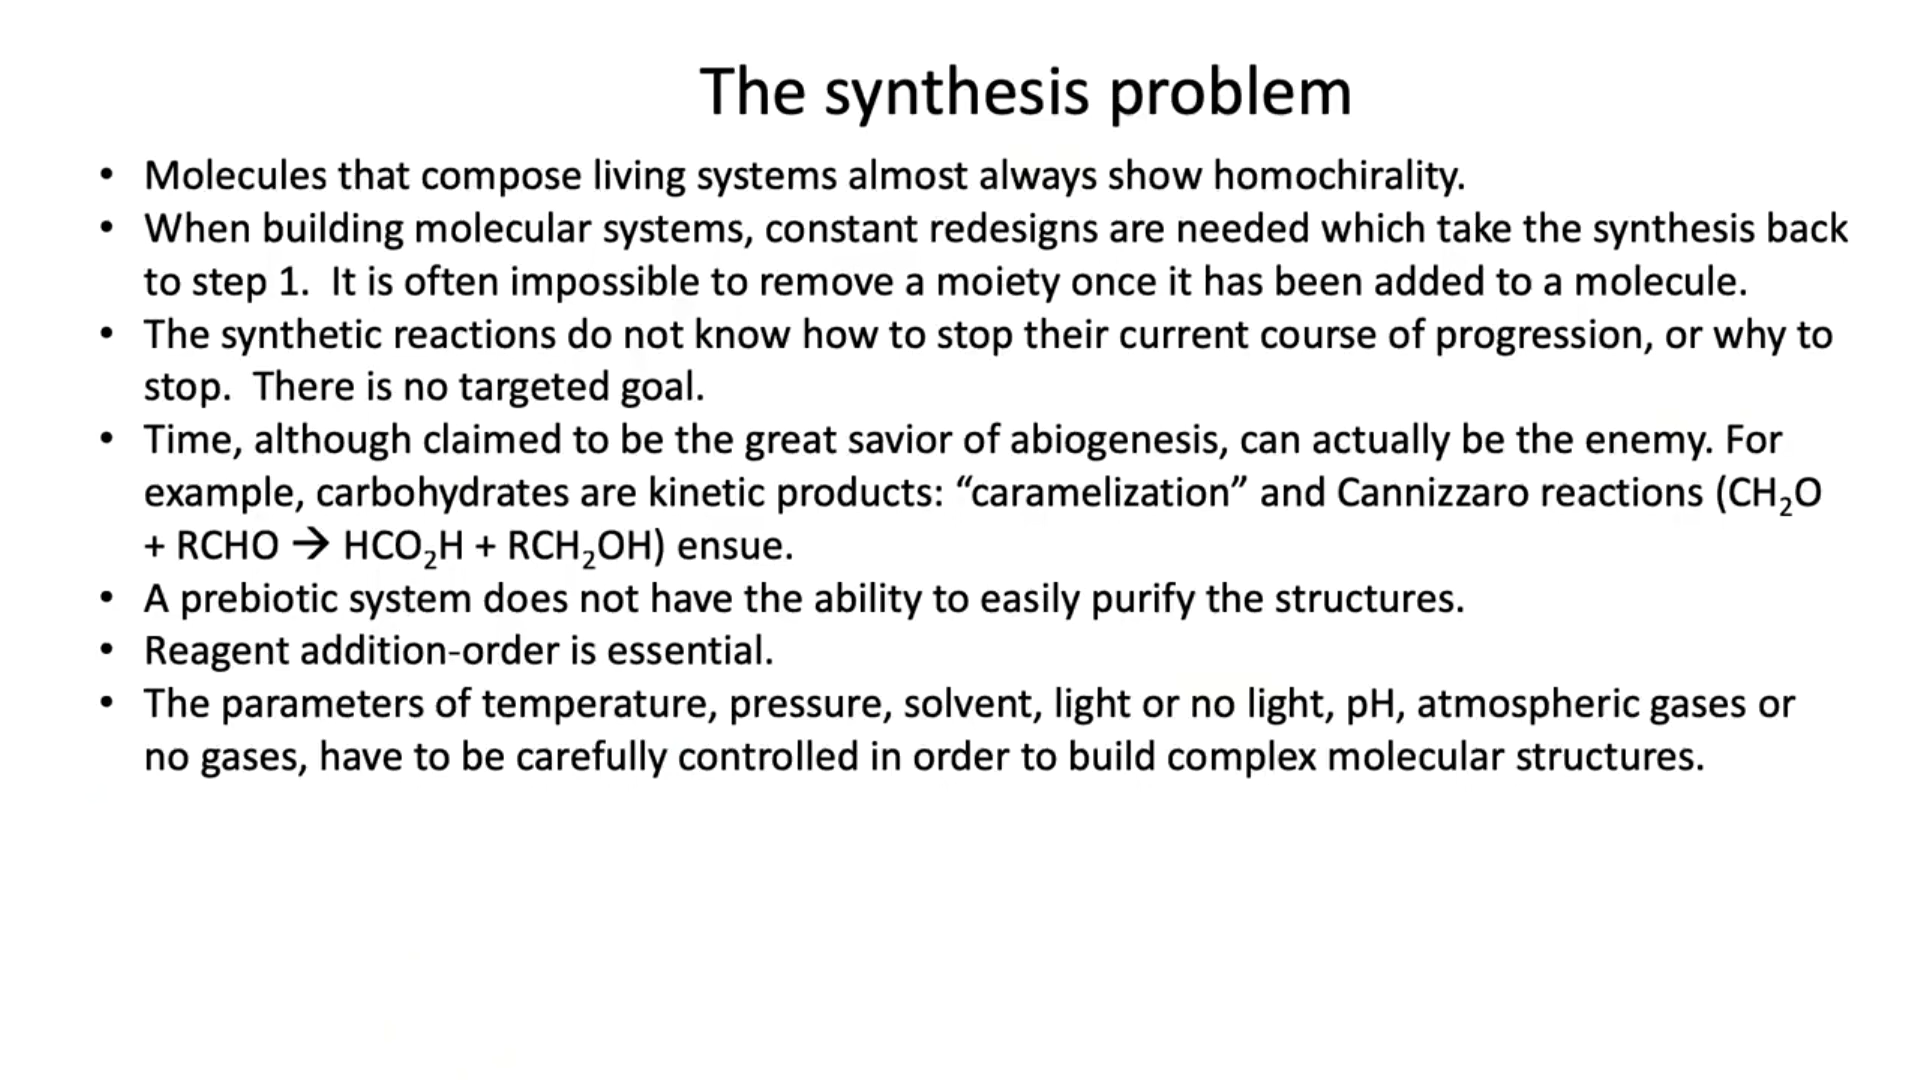 The synthesis problem
• Molecules that compose living systems almost always show homochirality.
• When building molecular systems, constant redesigns are needed which take the synthesis back
to step 1.  It is often impossible to remove a moiety once it has been added to a molecule.
• The synthetic reactions do not know how to stop their current course of progression, or why to
stop.  There is no targeted goal.
• Time, although claimed to be the great savior of abiogenesis, can actually be the enemy. For
example, carbohydrates are kinetic products: “caramelization” and Cannizzaro reactions (CH₂O
+ RCHO → HCO₂H + RCH₂OH) ensue.
• A prebiotic system does not have the ability to easily purify the structures.
• Reagent addition-order is essential.
• The parameters of temperature, pressure, solvent, light or no light, pH, atmospheric gases or
no gases, have to be carefully controlled in order to build complex molecular structures.